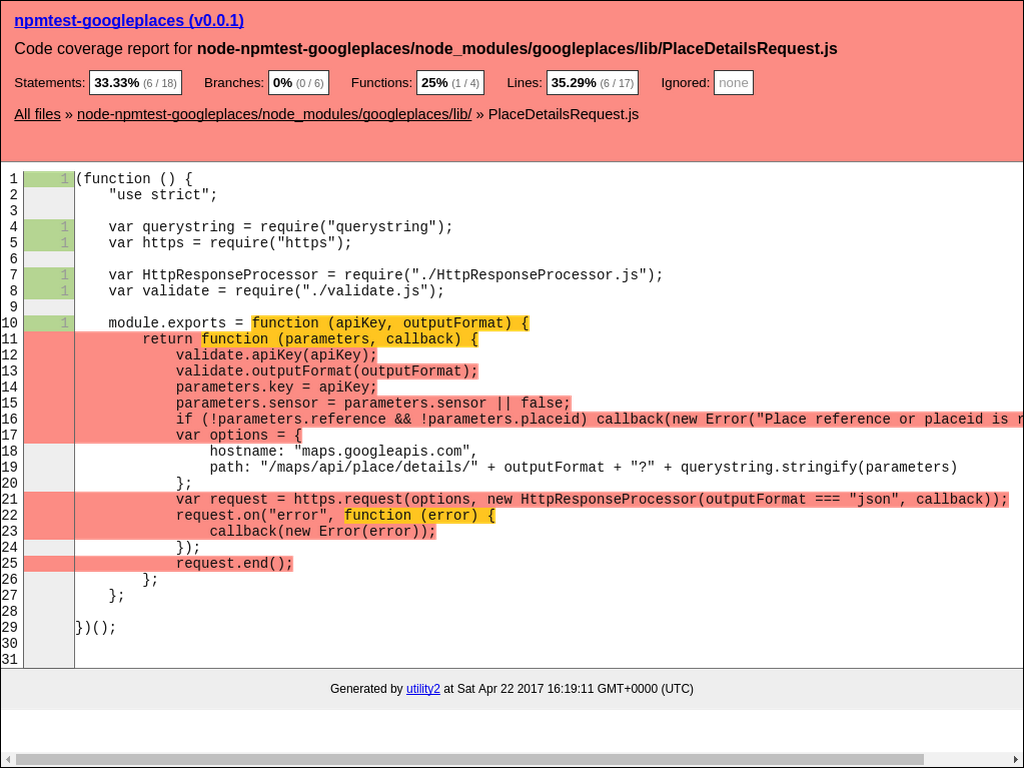 npmtest-googleplaces (v0.0.1)
Code coverage report for node-npmtest-googleplaces/node_modules/googleplaces/lib/PlaceDetailsRequest.js
Statements: 33.33% (6 / 18) Branches: 0% (0 / 6) Functions: 25% (1 / 4) Lines: 35.29% (6 / 17) Ignored: none
All files » node-npmtest-googleplaces/node_modules/googleplaces/lib/ » PlaceDetailsRequest.js
1 1 (function () {
2 "use strict";
3
4 1 var querystring = require("querystring");
5 1 var https = require("https");
6
7 1 var HttpResponseProcessor = require("./HttpResponseProcessor.js");
8 1 var validate = require("./validate.js");
9
10 1 module.exports = function (apiKey, outputFormat) {
11 return function (parameters, callback) {
12 validate.apiKey(apiKey);
13 validate.outputFormat(outputFormat);
14 parameters.key = apiKey;
15 parameters.sensor = parameters.sensor || false;
16 if (!parameters.reference && !parameters.placeid) callback(new Error("Place reference or placeid is r
17 var options = {
18 hostname: "maps.googleapis.com",
19 path: "/maps/api/place/details/" + outputFormat + "?" + querystring.stringify(parameters)
20 };
21 var request = https.request(options, new HttpResponseProcessor(outputFormat === "json", callback));
22 request.on("error", function (error) {
23 callback(new Error(error));
24 });
25 request.end();
26 };
27 };
28
29 })();
30
31
Generated by utility2 at Sat Apr 22 2017 16:19:11 GMT+0000 (UTC)